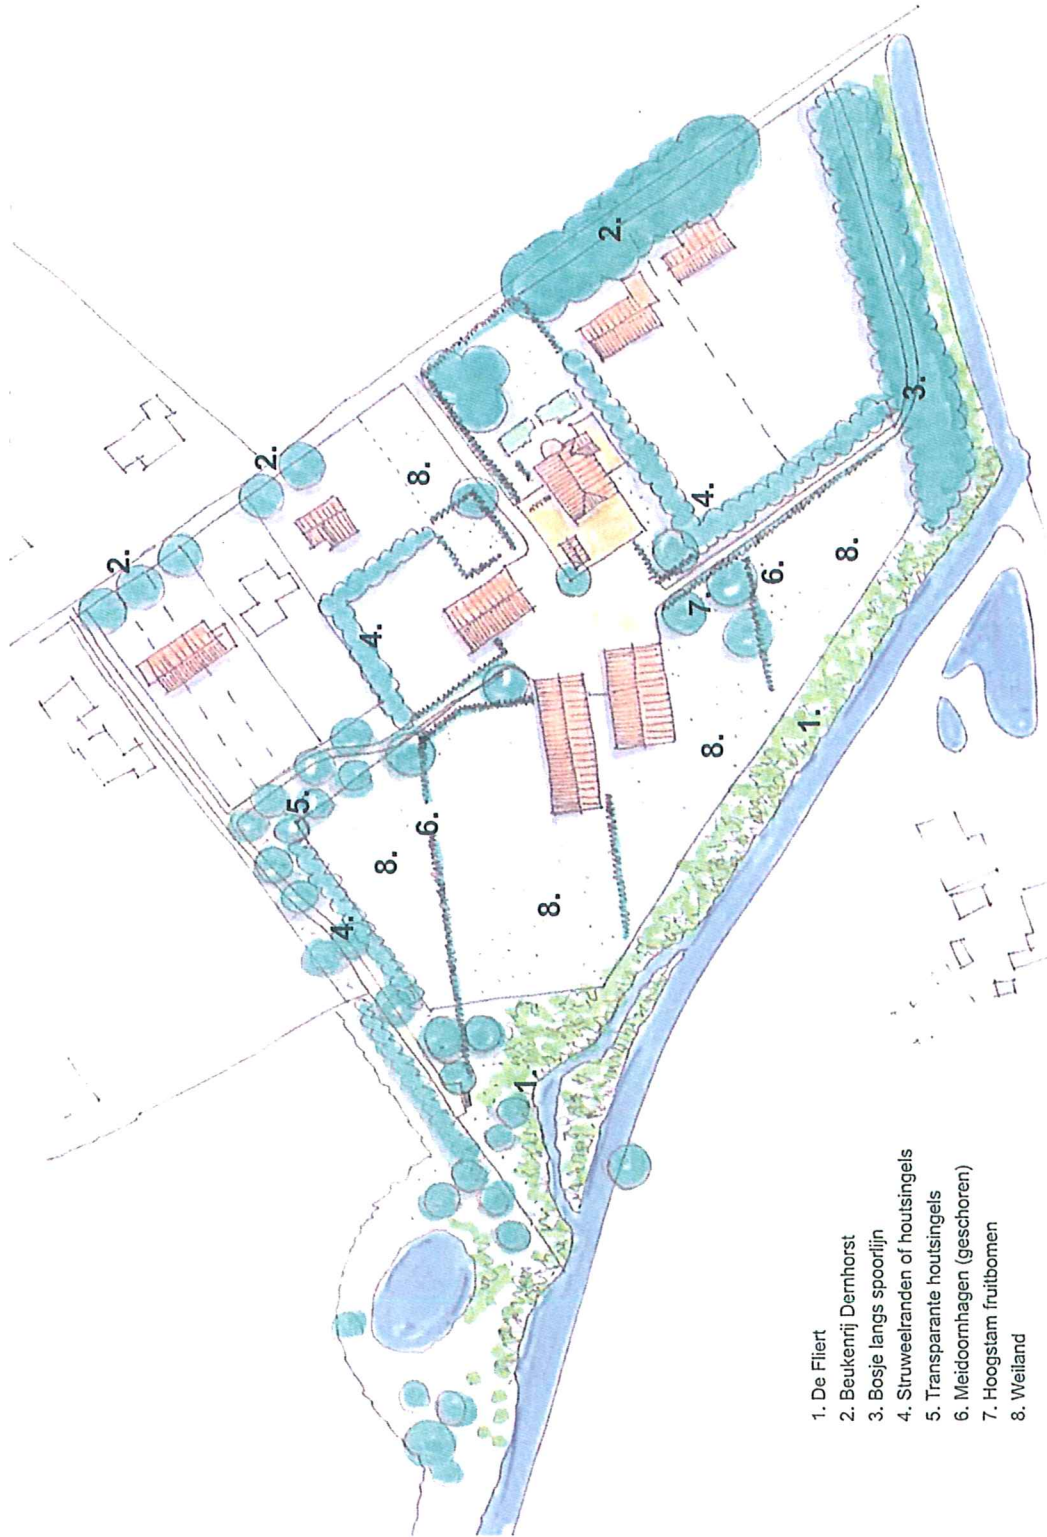 1. De Fliert
2. Beukenrij Dernhorst
3. Bosje langs spoorlijn
4. Struweelranden of houtsingels
5. Transparante houtsingels
6. Meidoornhagen (geschoren)
7. Hoogstam fruitbomen
8. Weiland
2.
2.
2.
8.
4.
4.
3.
5.
7.
6.
8.
4.
8.
6.
8.
8.
1.
1.